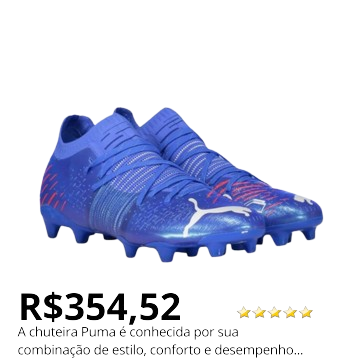 R$354,52
A chuteira Puma é conhecida por sua
combinação de estilo, conforto e desempenho...